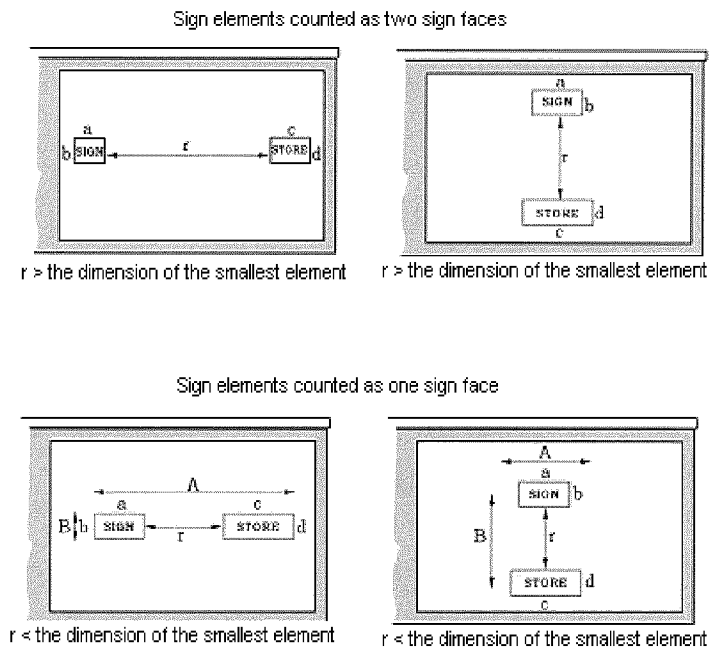 Sign elements counted as two sign faces
a
b SIGN
r
c
STORE d
a
SIGN b
r
STORE d
c
r > the dimension of the smallest element
r > the dimension of the smallest element
Sign elements counted as one sign face
A
a
B b SIGN
r
c
STORE d
A
a
SIGN b
B
r
STORE d
c
r < the dimension of the smallest element
r < the dimension of the smallest element